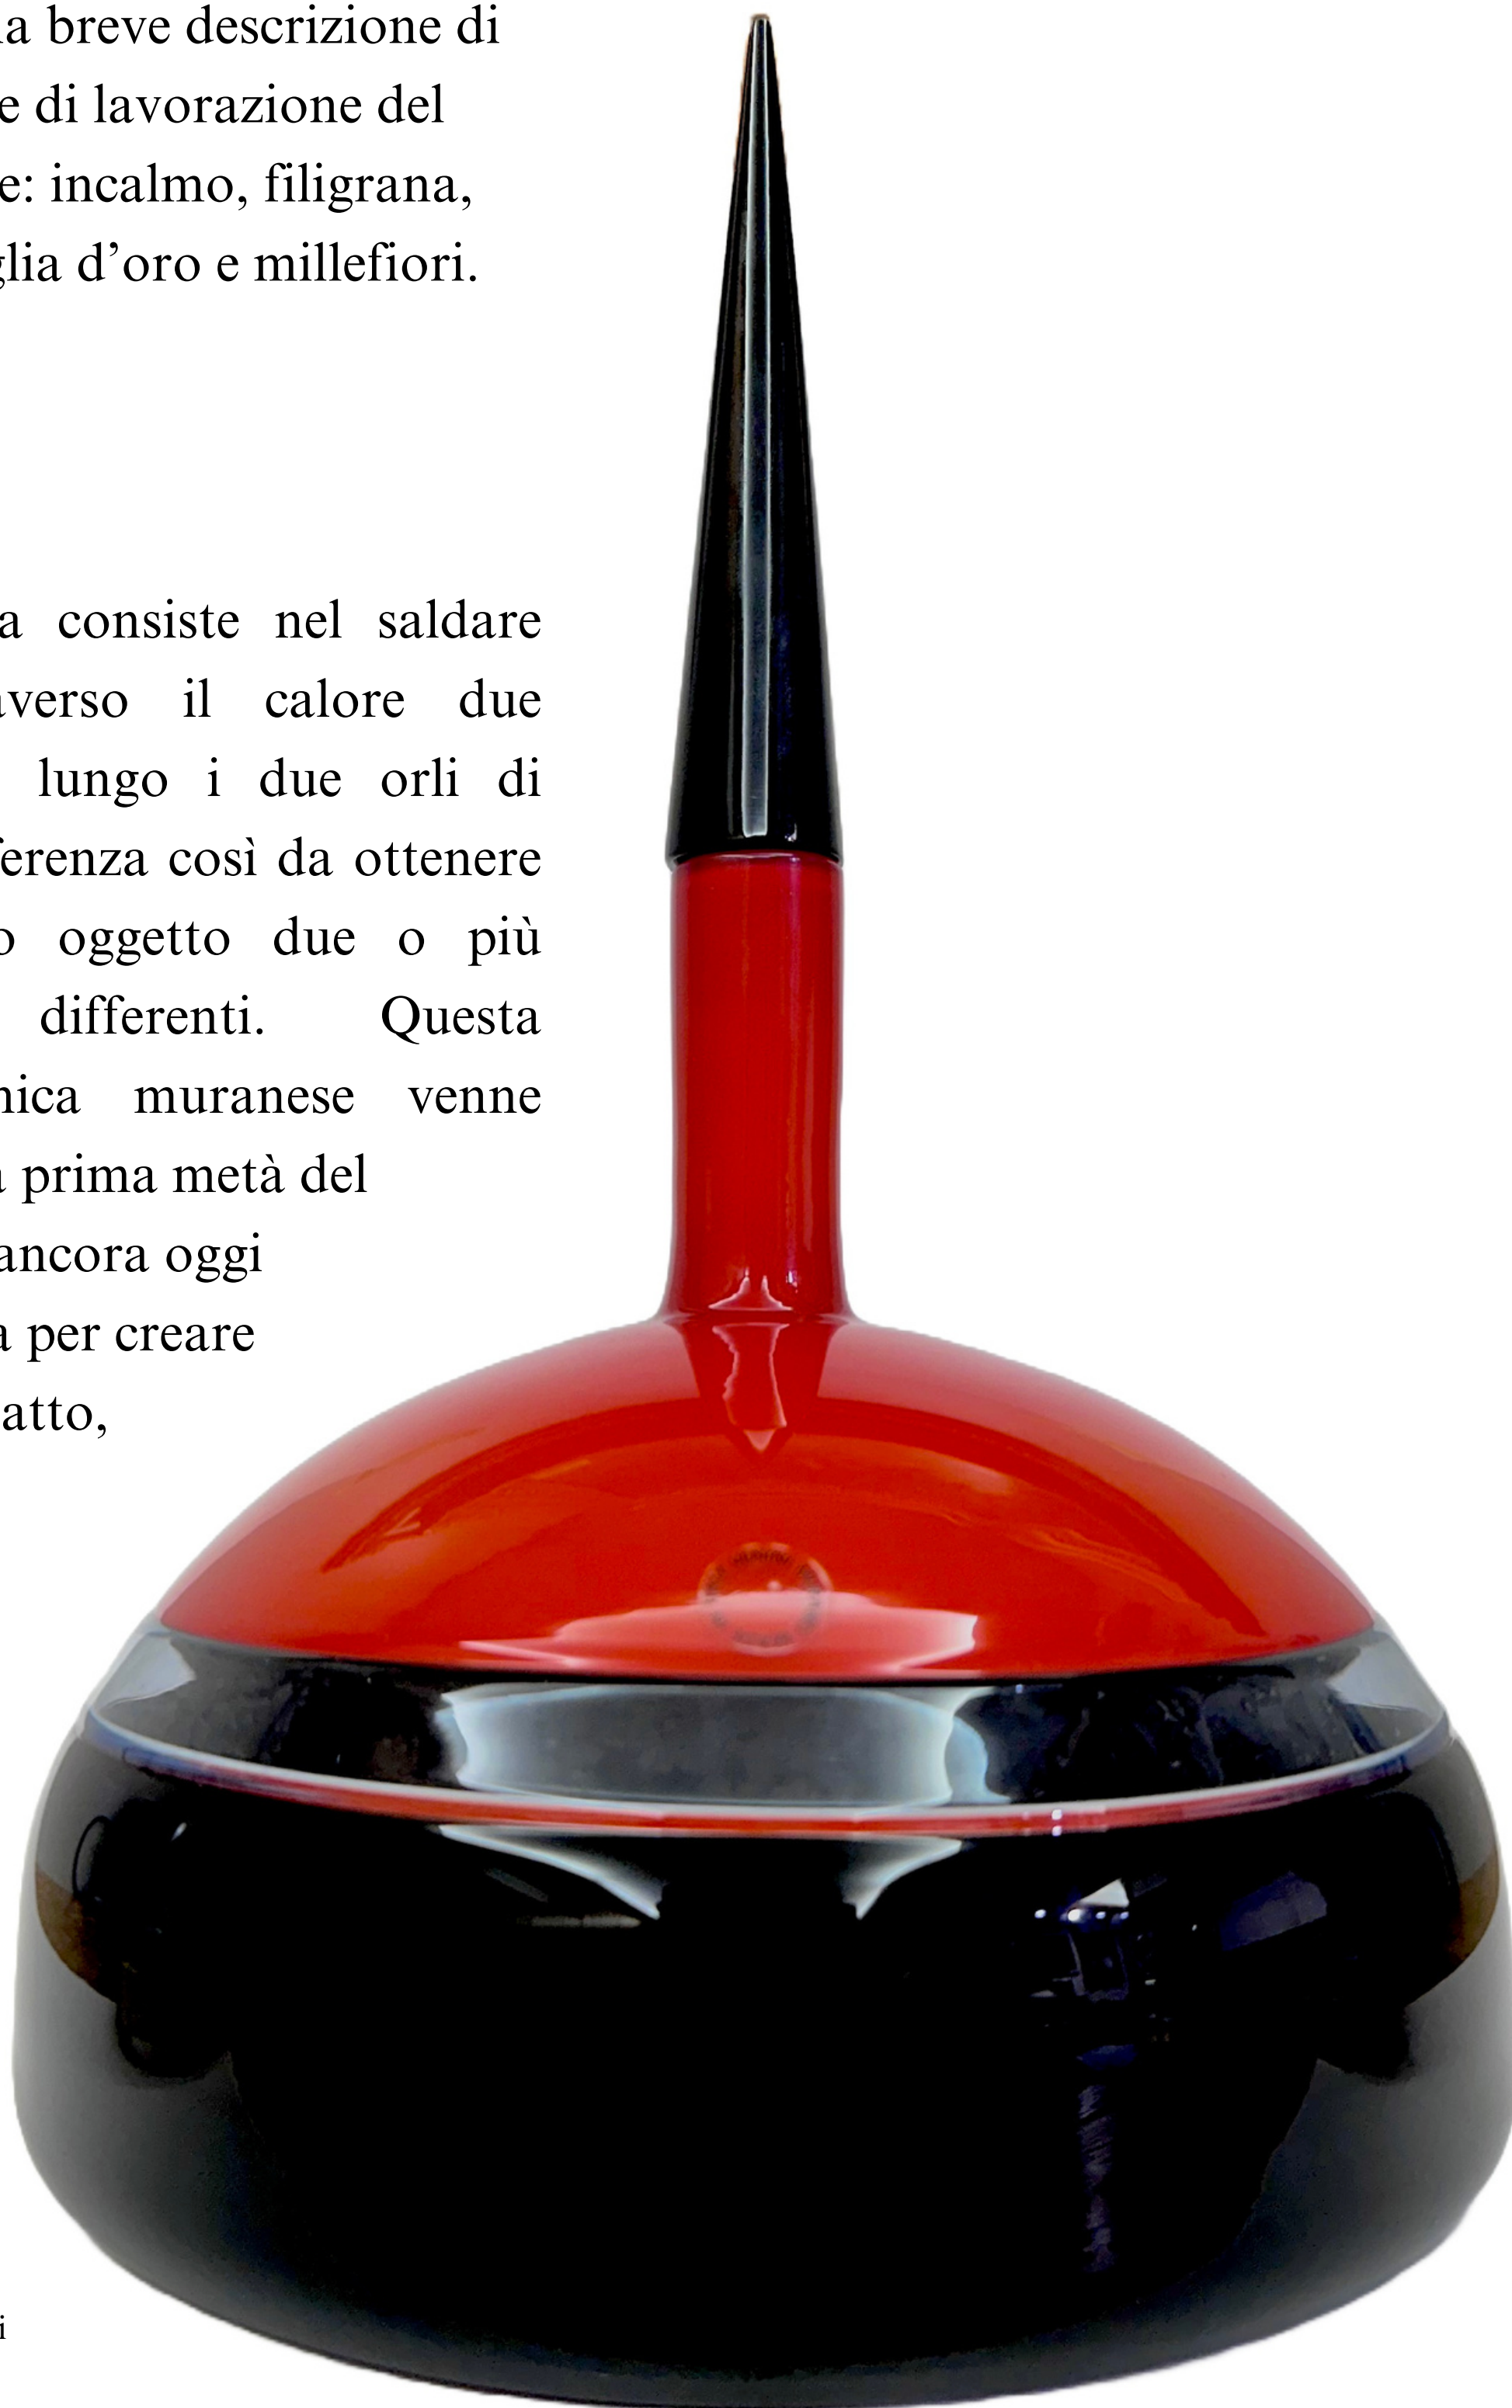 la breve descrizione di
e di lavorazione del
e: incalmo, filigrana,
glia d’oro e millefiori.
a consiste nel saldare
averso il calore due
lungo i due orli di
ferenza così da ottenere
o oggetto due o più
differenti. Questa
nica muranese venne
a prima metà del
ancora oggi
a per creare
atto,
i